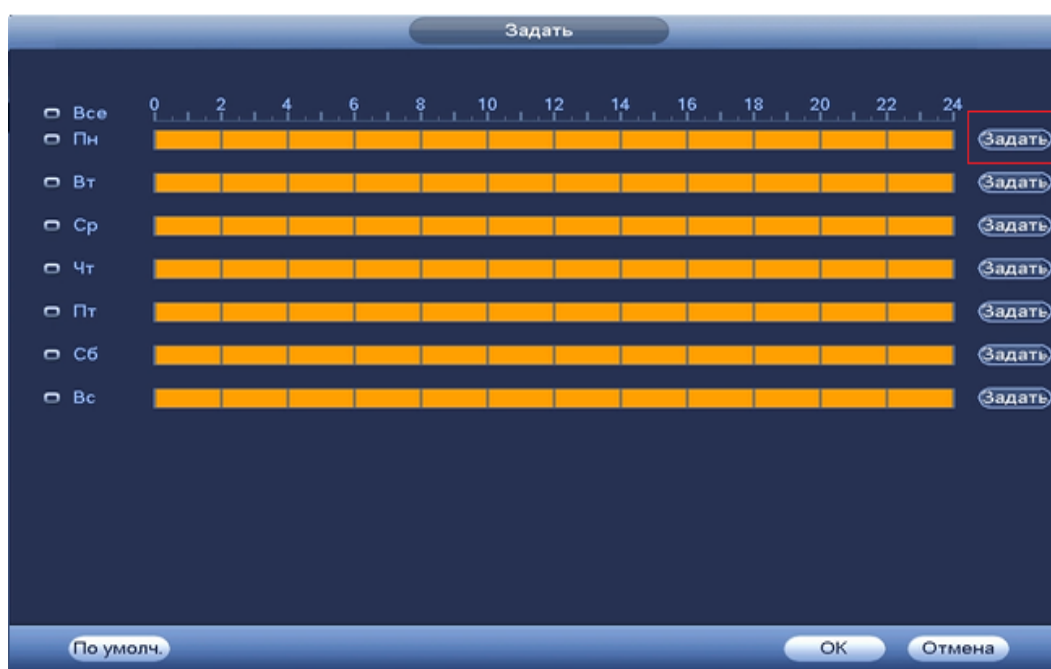 Задать
Все 0 2 4 6 8 10 12 14 16 18 20 22 24
Пн Задать
Вт Задать
Ср Задать
Чт Задать
Пт Задать
Сб Задать
Вс Задать
По умолч. OK Отмена